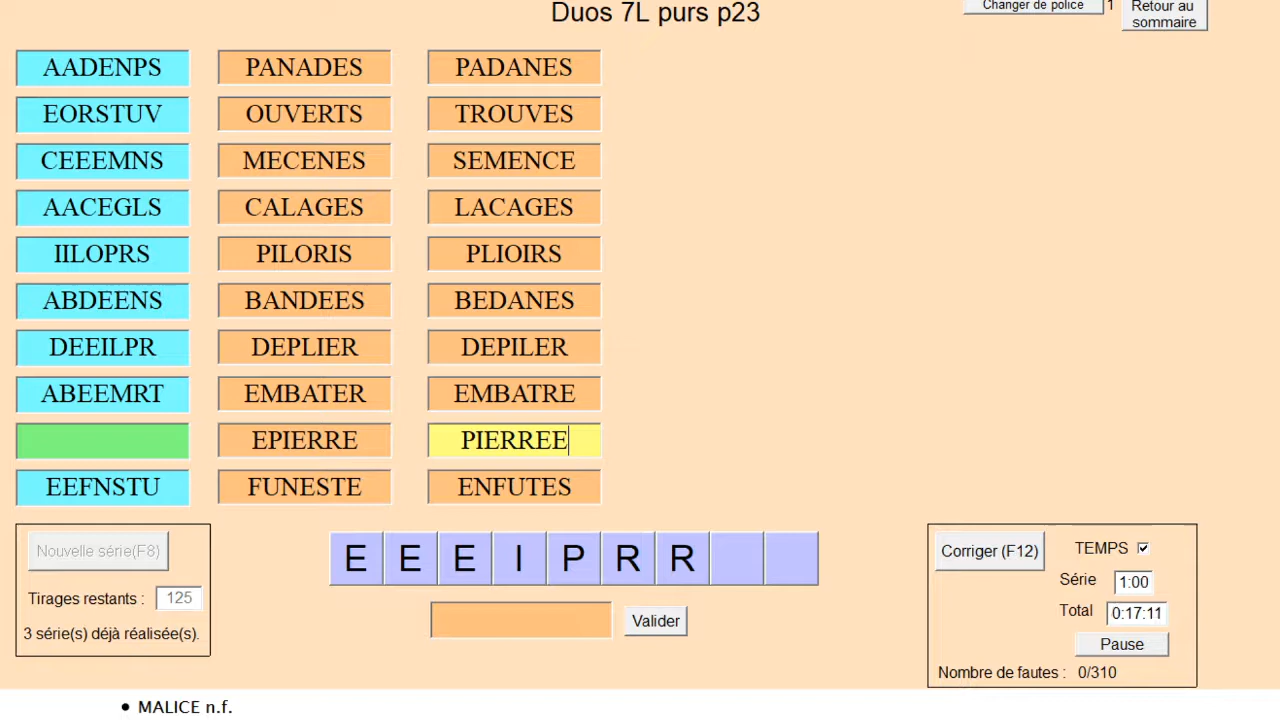 Duos 7L purs p23
Changer de police 1 Retour au sommaire
AADENPS PANADES PADANES
EORSTUV OUVERTS TROUVES
CEEEMNS MECENES SEMENCE
AACEGLS CALAGES LACAGES
IILOPRS PILORIS PLIOIRS
ABDEENS BANDEES BEDANES
DEEILPR DEPLIER DEPILER
ABEEMRT EMBATER EMBATRE
EPIERRE PIERREE
EEFNSTU FUNESTE ENFUTES
Nouvelle série(F8)
Tirages restants : 125
3 série(s) déjà réalisée(s).
E E E I P R R
Valider
Corriger (F12) TEMPS
Série 1:00
Total 0:17:11
Pause
Nombre de fautes : 0/310
• MALICE n.f.